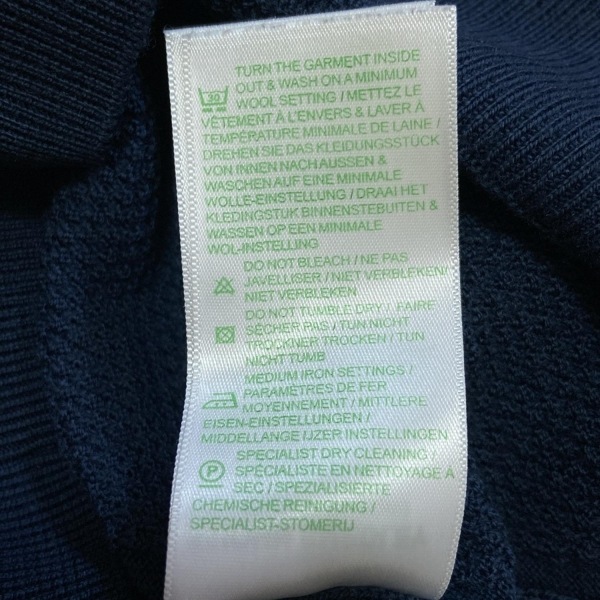 TURN THE GARMENT INSIDE
30 OUT & WASH ON A MINIMUM
WOOL SETTING / METTEZ LE
VÊTEMENT À L'ENVERS & LAVER À
TEMPÉRATURE MINIMALE DE LAINE /
DREHEN SIE DAS KLEIDUNGSSTÜCK
VON INNEN NACH AUSSEN &
WASCHEN AUF EINE MINIMALE
WOLLE-EINSTELLUNG / DRAAI HET
KLEDINGSTUK BINNENSTEBUITEN &
WASSEN OP EEN MINIMALE
WOL-INSTELLING
DO NOT BLEACH / NE PAS
JAVELLISER / NIET VERBLEKEN/
NIET VERBLEKEN
DO NOT TUMBLE DRY / FAIRE
SÉCHER PAS / TUN NICHT
TROCKNER TROCKEN / TUN
NICHT TUMB
MEDIUM IRON SETTINGS /
PARAMÈTRES DE FER
MOYENNEMENT / MITTLERE
EISEN-EINSTELLUNGEN /
MIDDELLANGE IJZER INSTELLINGEN
SPECIALIST DRY CLEANING /
P SPÉCIALISTE EN NETTOYAGE À
SEC / SPEZIALISIERTE
CHEMISCHE REINIGUNG /
SPECIALIST-STOMERIJ